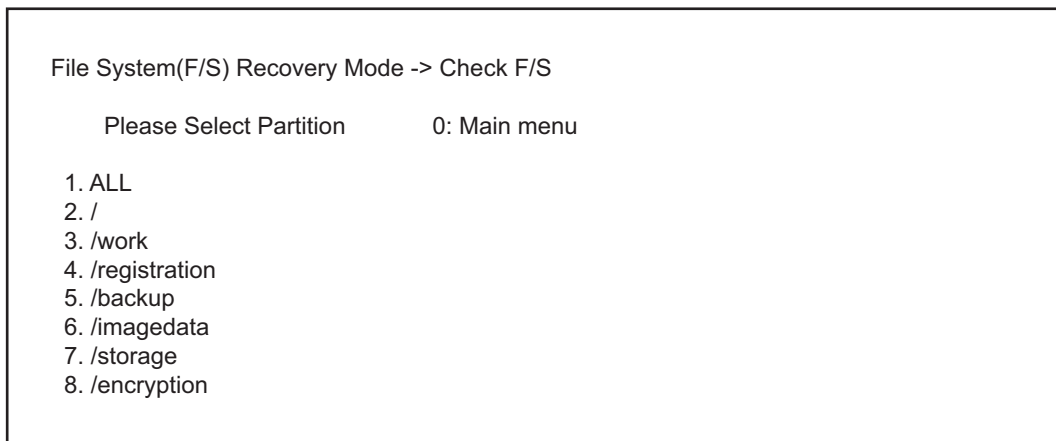 File System(F/S) Recovery Mode -> Check F/S
Please Select Partition 0: Main menu
1. ALL
2. /
3. /work
4. /registration
5. /backup
6. /imagedata
7. /storage
8. /encryption